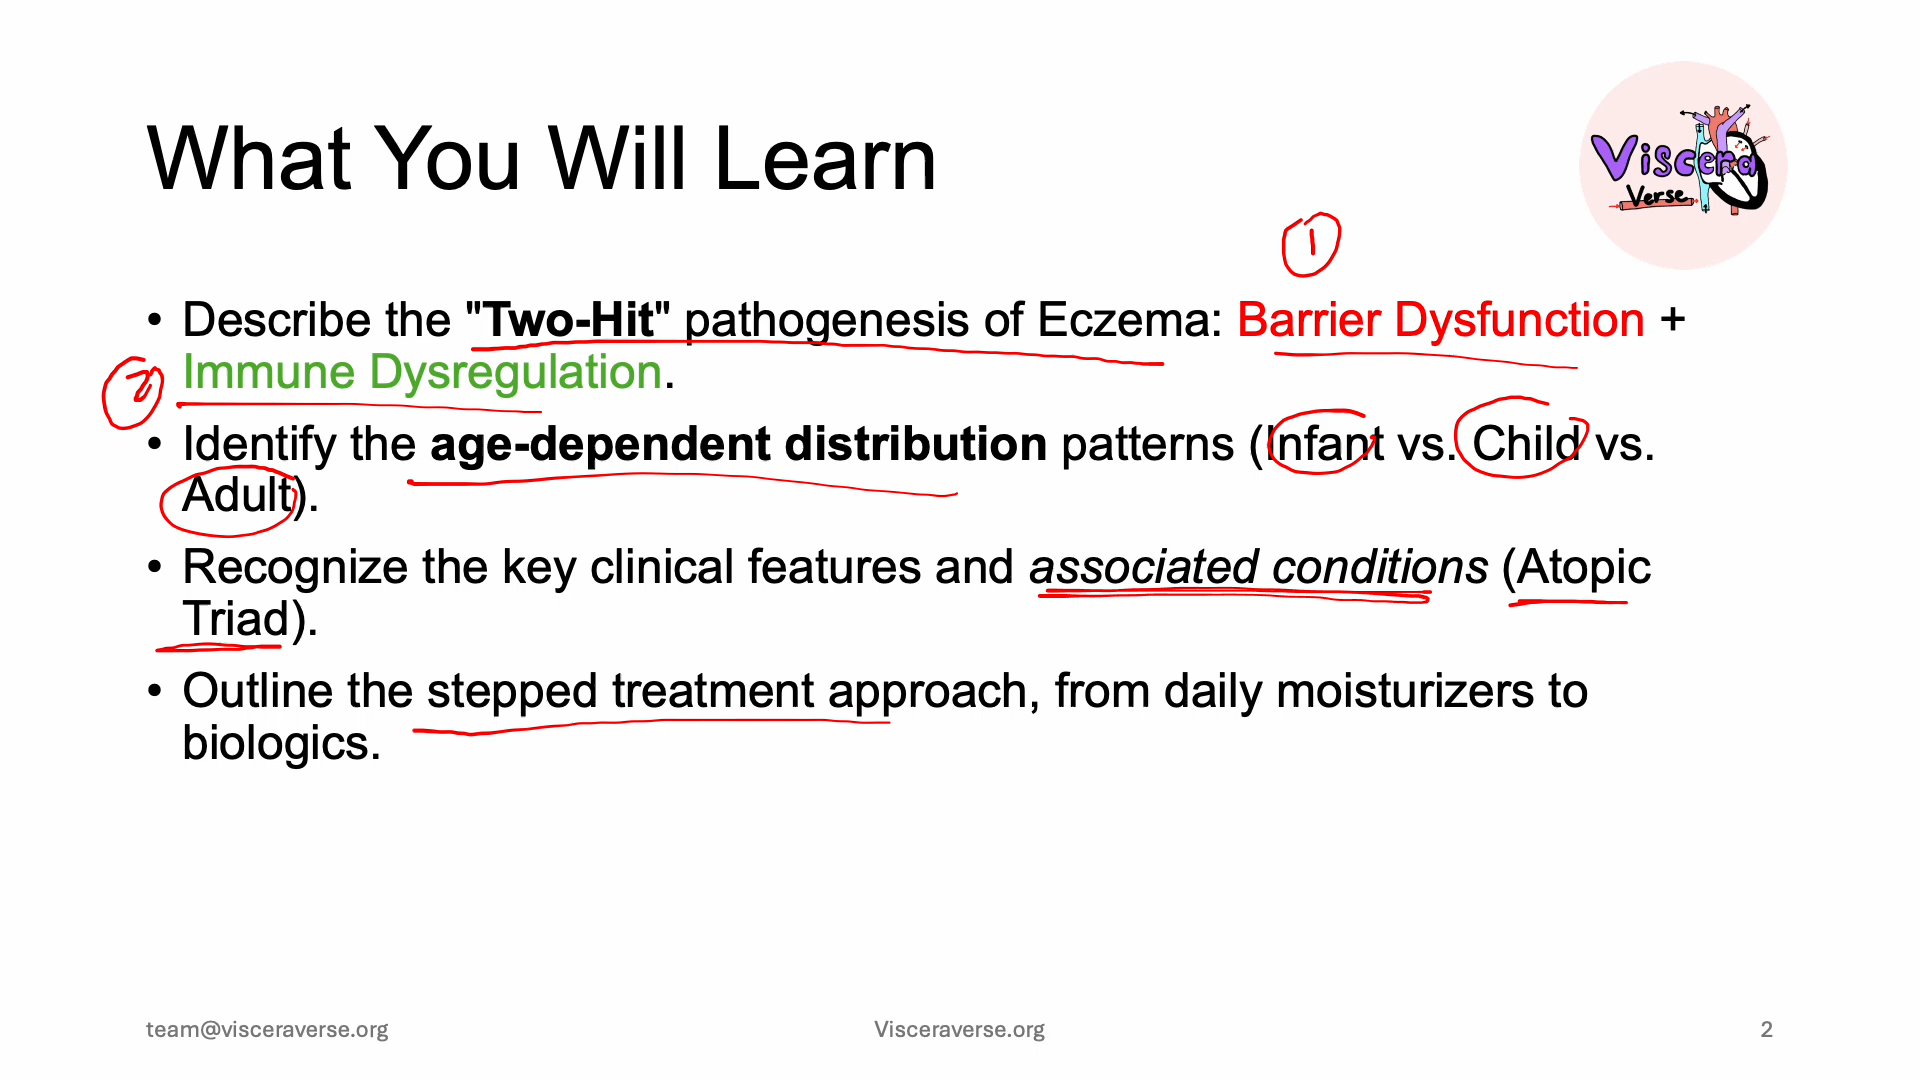 What You Will Learn
Viscera
Verse
1
• Describe the "Two-Hit" pathogenesis of Eczema: Barrier Dysfunction +
2
Immune Dysregulation.
• Identify the age-dependent distribution patterns (Infant vs. Child vs.
Adult).
• Recognize the key clinical features and associated conditions (Atopic
Triad).
• Outline the stepped treatment approach, from daily moisturizers to
biologics.
team@visceraverse.org
Visceraverse.org
2